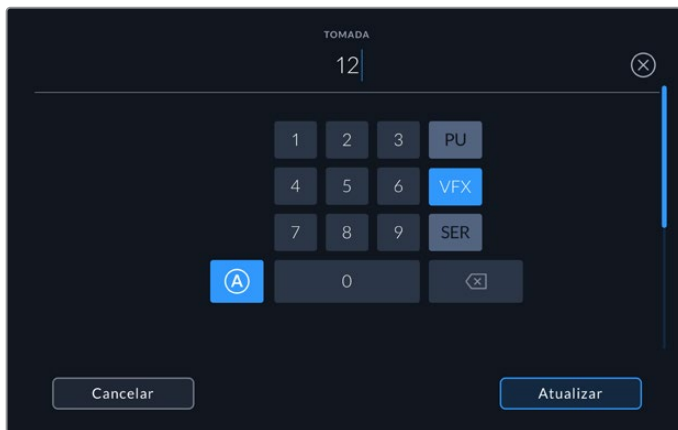 TOMADA
12
1 2 3 PU
4 5 6 VFX
7 8 9 SER
A 0
Cancelar Atualizar